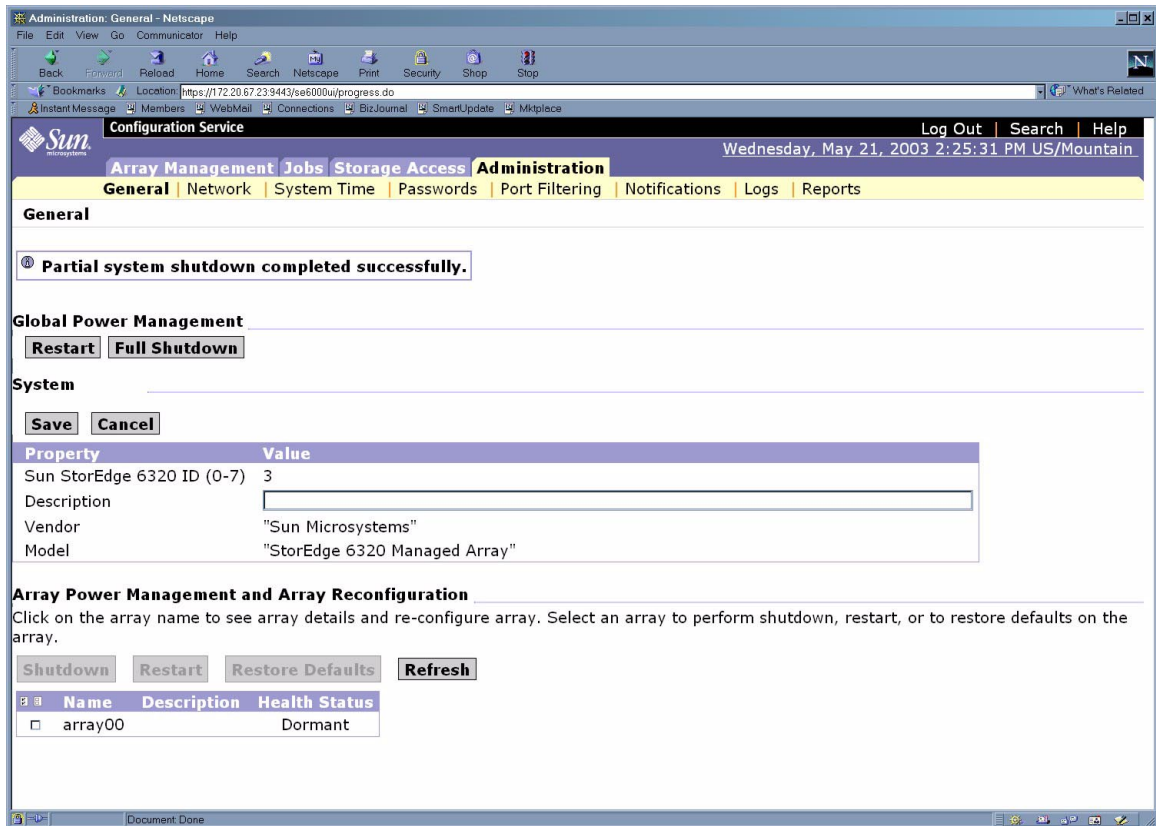 Administration: General - Netscape
File Edit View Go Communicator Help
Back Forward Reload Home Search Netscape Print Security Shop Stop
N
Bookmarks Location: https://172.20.67.23:9443/se6000ui/progress.do What's Related
Instant Message Members WebMail Connections BizJournal SmartUpdate Mktplace
Sun microsystems
Configuration Service
Log Out | Search | Help
Wednesday, May 21, 2003 2:25:31 PM US/Mountain
Array Management Jobs Storage Access Administration
General | Network | System Time | Passwords | Port Filtering | Notifications | Logs | Reports
General
Partial system shutdown completed successfully.
Global Power Management
Restart Full Shutdown
System
Save Cancel
Property Value
Sun StorEdge 6320 ID (0-7) 3
Description
Vendor "Sun Microsystems"
Model "StorEdge 6320 Managed Array"
Array Power Management and Array Reconfiguration
Click on the array name to see array details and re-configure array. Select an array to perform shutdown, restart, or to restore defaults on the
array.
Shutdown Restart Restore Defaults Refresh
Name Description Health Status
array00 Dormant
Document: Done